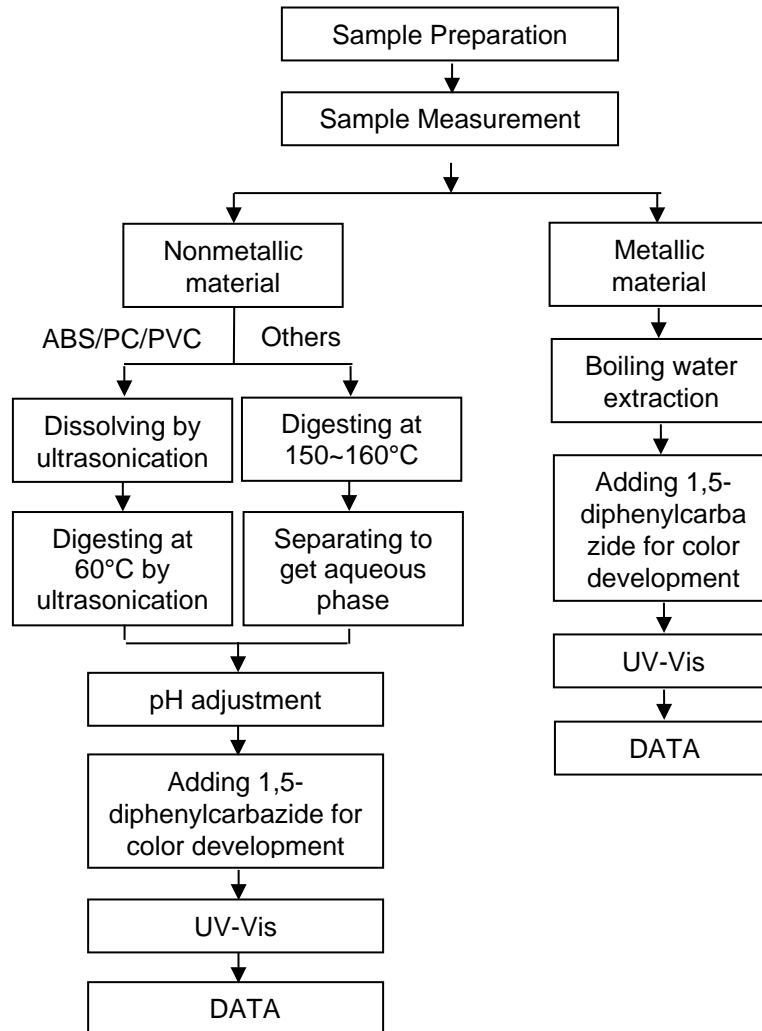 Sample Preparation
Sample Measurement
Nonmetallic
material
ABS/PC/PVC
Others
Dissolving by
ultrasonication
Digesting at
150~160°C
Digesting at
60°C by
ultrasonication
Separating to
get aqueous
phase
pH adjustment
Adding 1,5-
diphenylcarbazide for
color development
UV-Vis
DATA
Metallic
material
Boiling water
extraction
Adding 1,5-
diphenylcarba
zide for color
development
UV-Vis
DATA